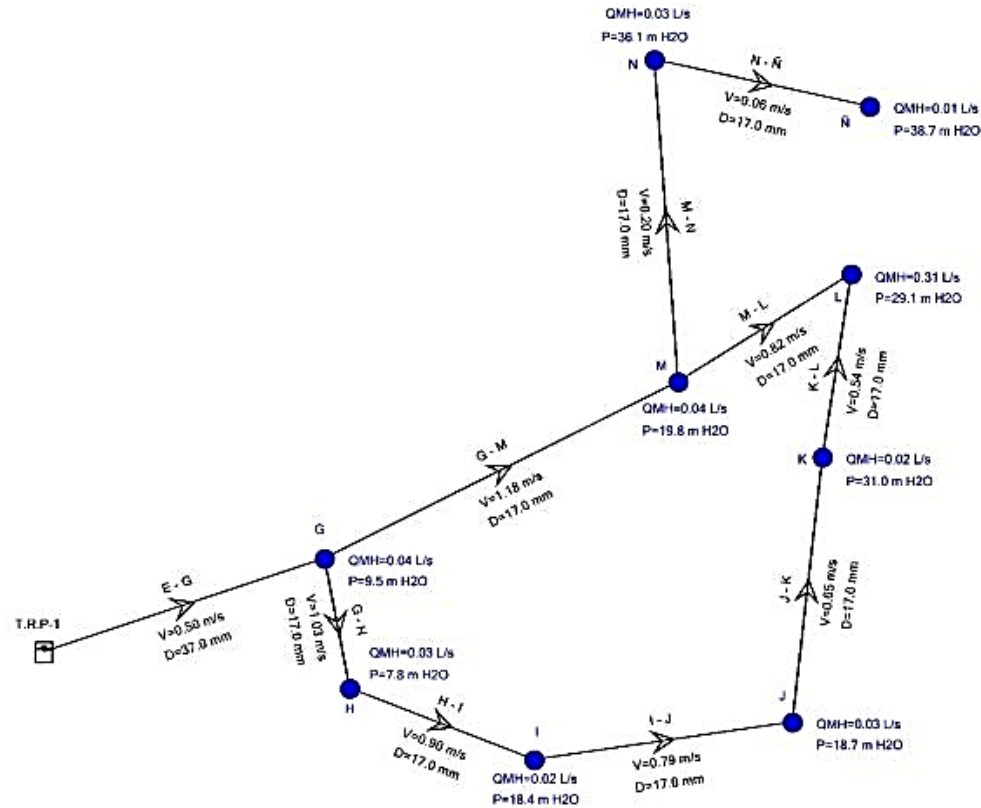 QMH=0.03 L/s
P=36.1 m H2O
N
N - Ñ
V=0.06 m/s
D=17.0 mm
Ñ
QMH=0.01 L/s
P=38.7 m H2O
M - N
V=0.20 m/s
D=17.0 mm
L
QMH=0.31 L/s
P=29.1 m H2O
M - L
V=0.82 m/s
D=17.0 mm
M
QMH=0.04 L/s
P=19.8 m H2O
K - L
V=0.54 m/s
D=17.0 mm
K
QMH=0.02 L/s
P=31.0 m H2O
G - M
V=1.18 m/s
D=17.0 mm
G
QMH=0.04 L/s
P=9.5 m H2O
E - G
V=0.50 m/s
D=37.0 mm
T.R.P-1
G - H
V=1.03 m/s
D=17.0 mm
J - K
V=0.65 m/s
D=17.0 mm
QMH=0.03 L/s
P=7.8 m H2O
H
H - I
V=0.90 m/s
D=17.0 mm
I
QMH=0.02 L/s
P=18.4 m H2O
I - J
V=0.79 m/s
D=17.0 mm
J
QMH=0.03 L/s
P=18.7 m H2O